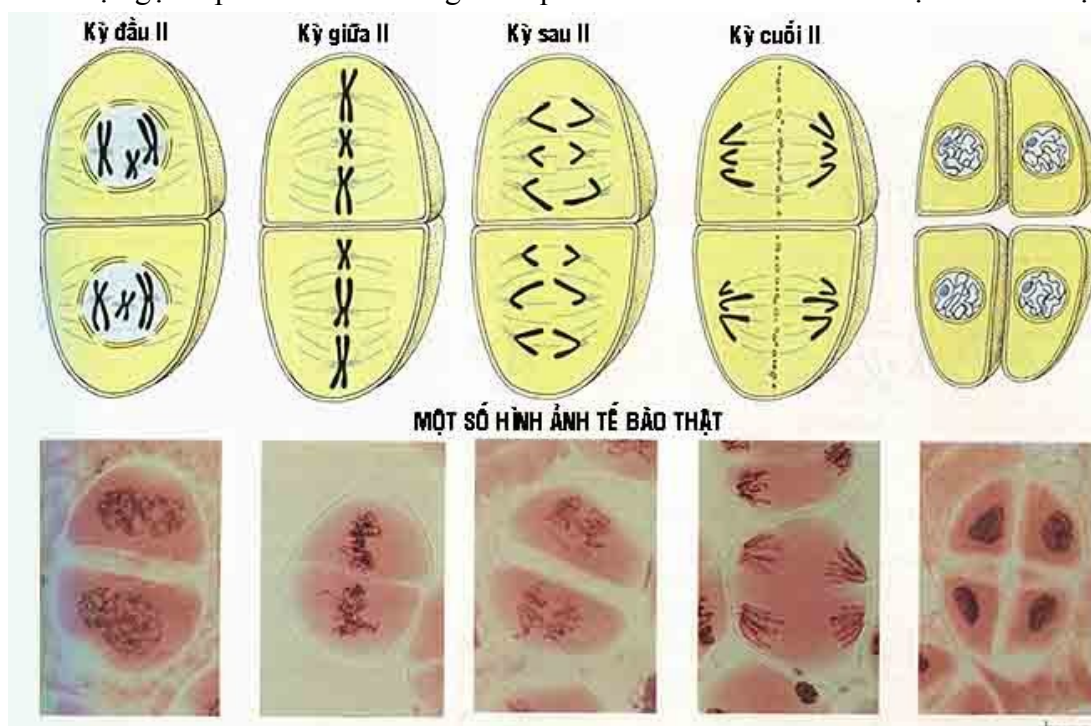 Kỳ đầu II
Kỳ giữa II
Kỳ sau II
Kỳ cuối II
MỘT SỐ HÌNH ẢNH TẾ BÀO THẬT